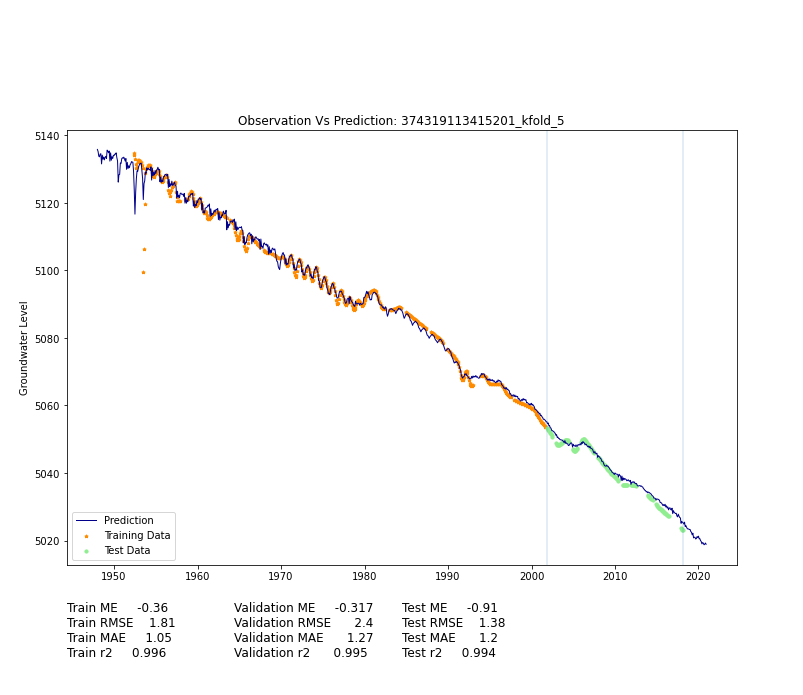 Observation Vs Prediction: 374319113415201_kfold_5
5140
5120
5100
5080
5060
5040
5020
Groundwater Level
Prediction
Training Data
Test Data
1950 1960 1970 1980 1990 2000 2010 2020
Train ME -0.36 Validation ME -0.317 Test ME -0.91
Train RMSE 1.81 Validation RMSE 2.4 Test RMSE 1.38
Train MAE 1.05 Validation MAE 1.27 Test MAE 1.2
Train r2 0.996 Validation r2 0.995 Test r2 0.994